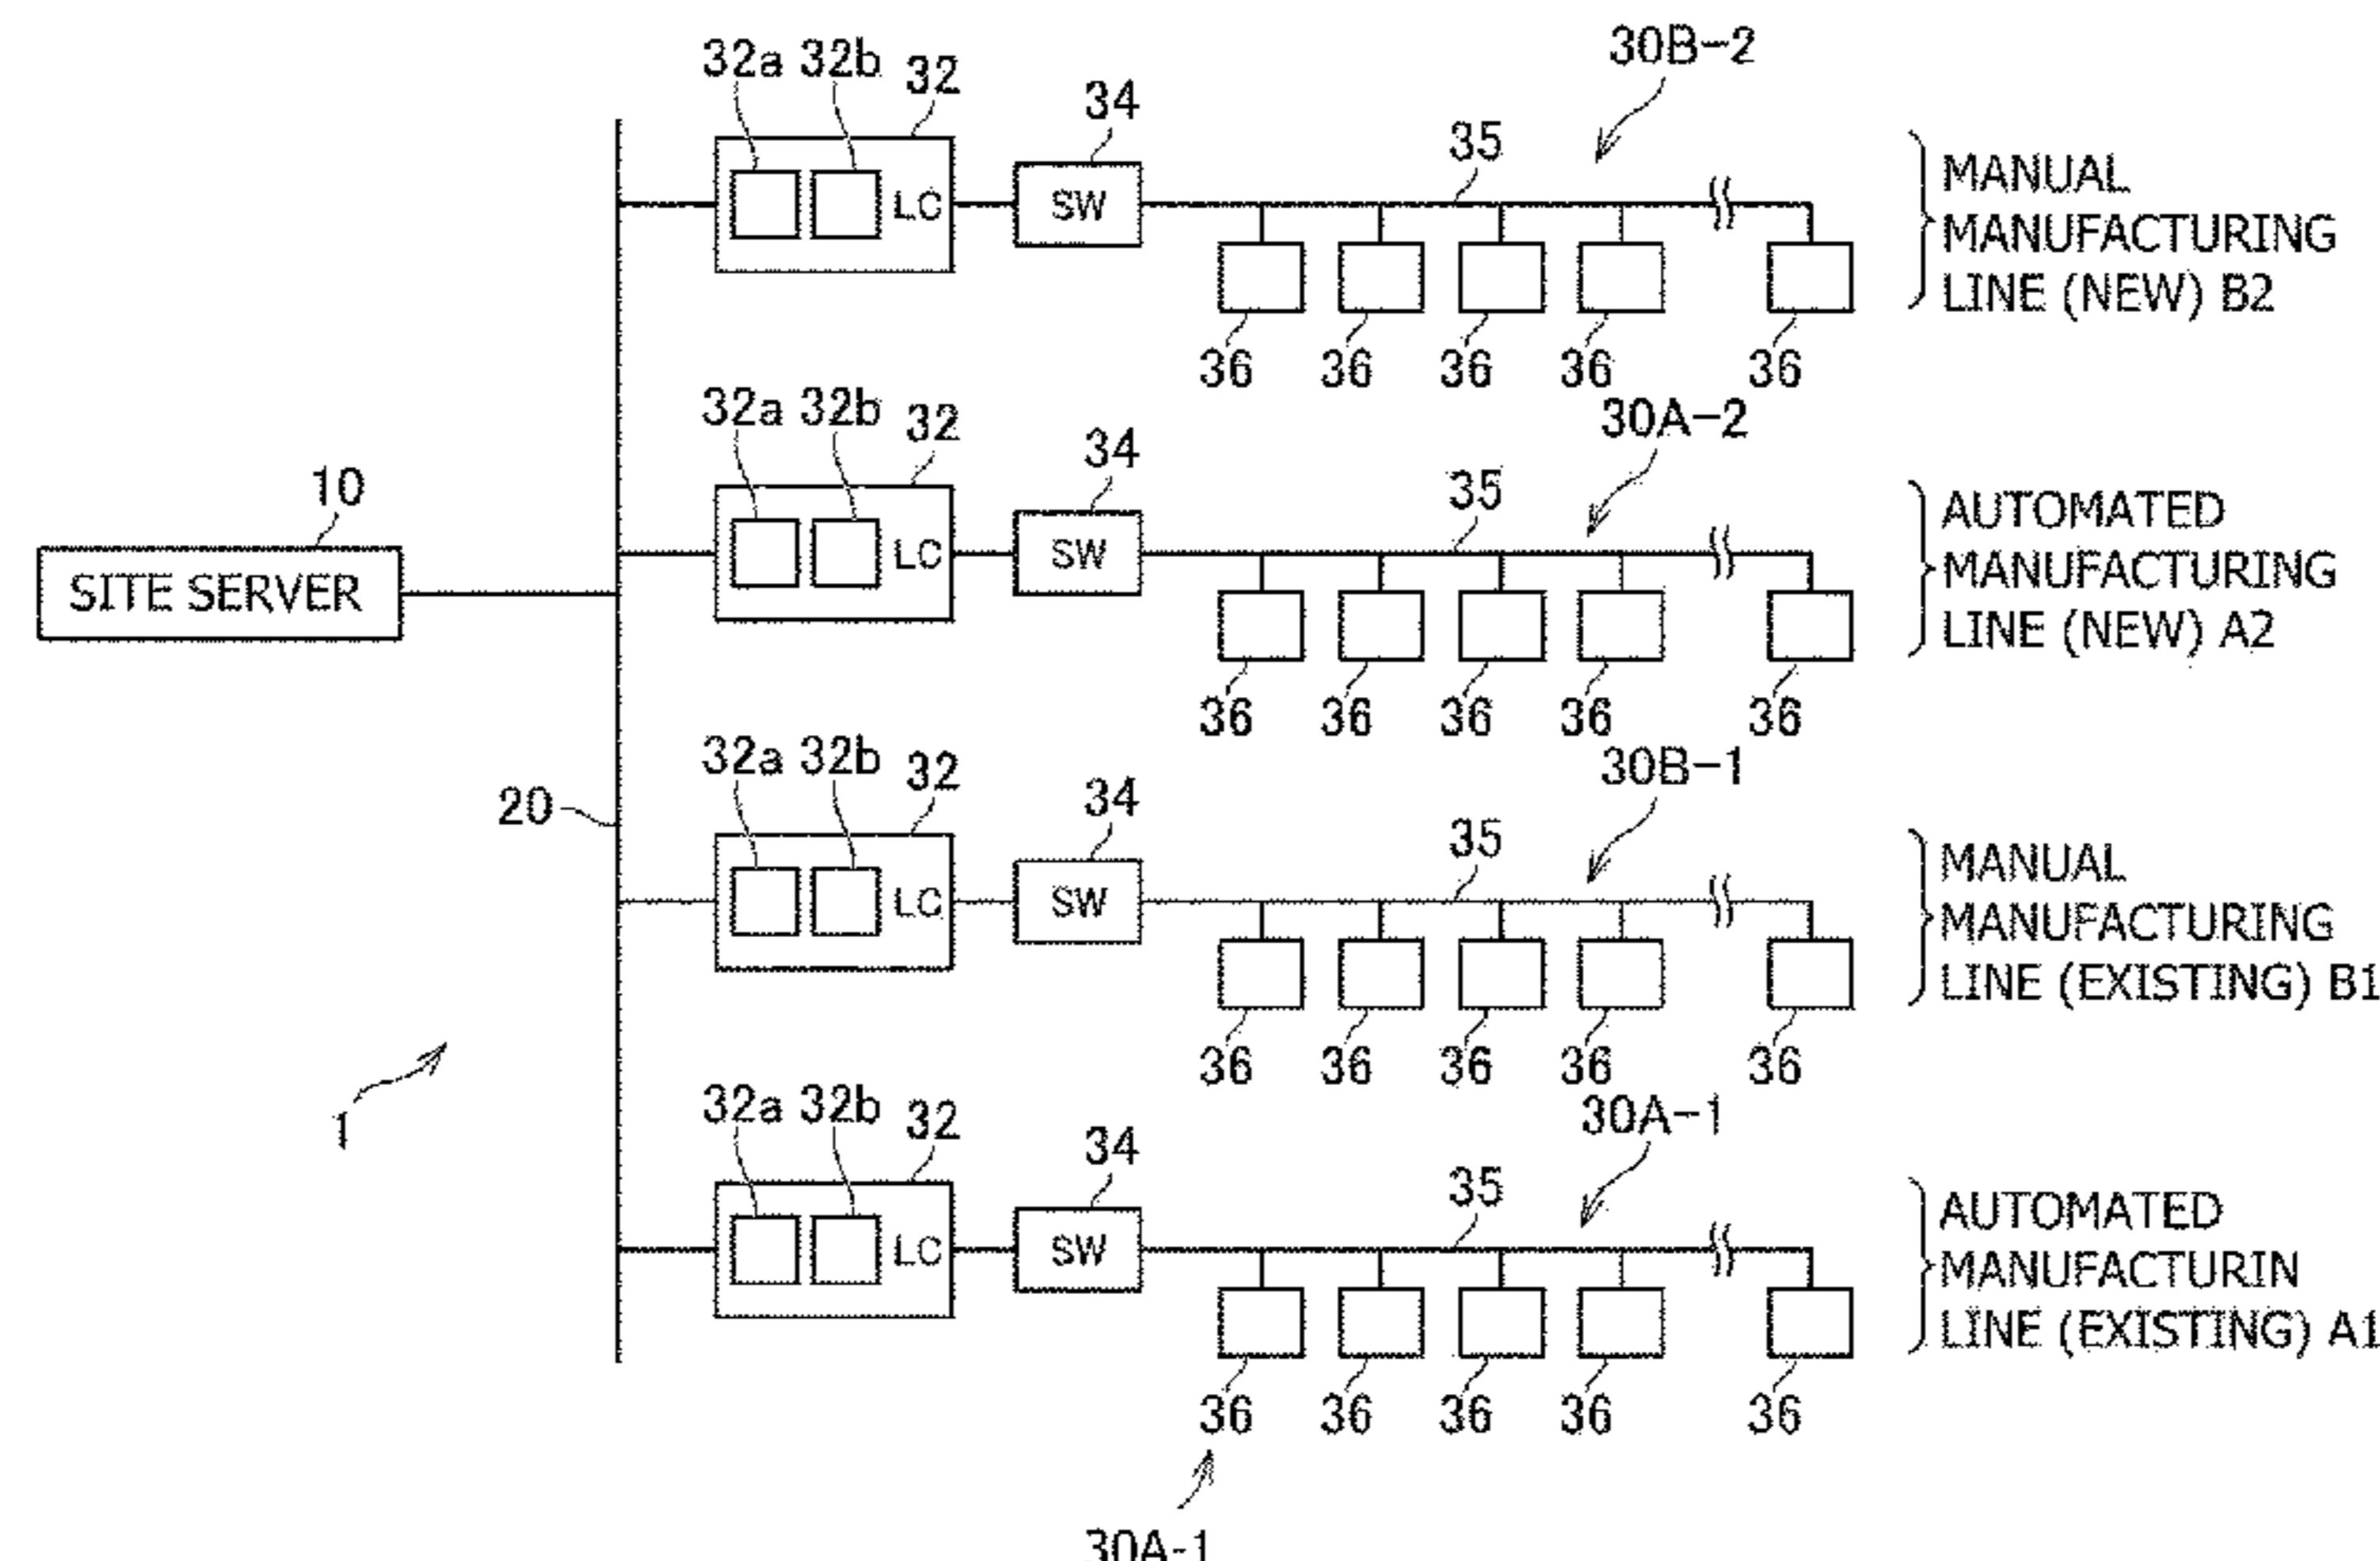 32a 32b 32 34 35 30B-2
LC SW
MANUAL
MANUFACTURING
LINE (NEW) B2
36 36 36 36 36
32a 32b 32 34 35 30A-2
10
SITE SERVER
LC SW
AUTOMATED
MANUFACTURING
LINE (NEW) A2
36 36 36 36 36
32a 32b 32 34 35 30B-1
20
LC SW
MANUAL
MANUFACTURING
LINE (EXISTING) B1
36 36 36 36 36
1
32a 32b 32 34 35 30A-1
LC SW
AUTOMATED
MANUFACTURIN
LINE (EXISTING) A1
36 36 36 36 36
30A-1